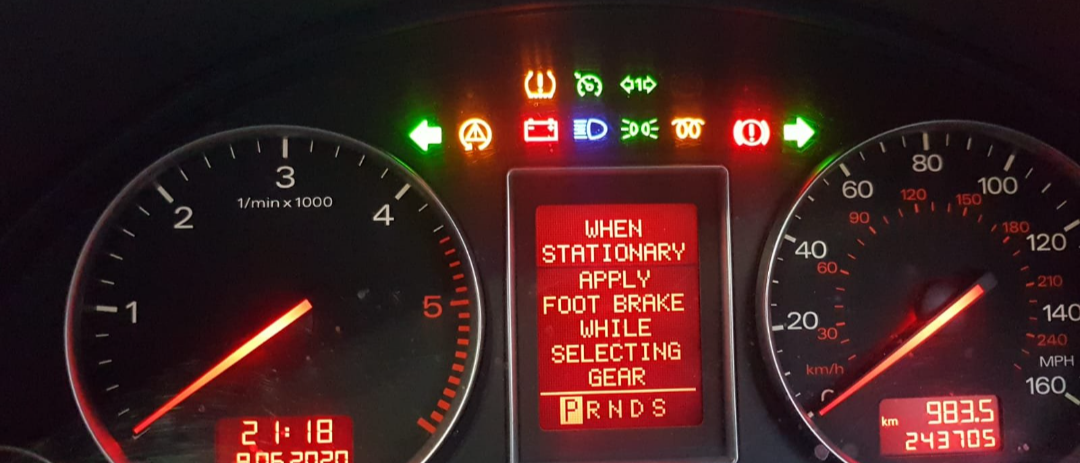 1
2
3
1/min x 1000
4
5
21:18
WHEN
STATIONARY
APPLY
FOOT BRAKE
WHILE
SELECTING
GEAR
P R N D S
20
40
60
80
100
120
140
160
MPH
30
60
90
120
150
180
210
240
km/h
km 983.5
243705